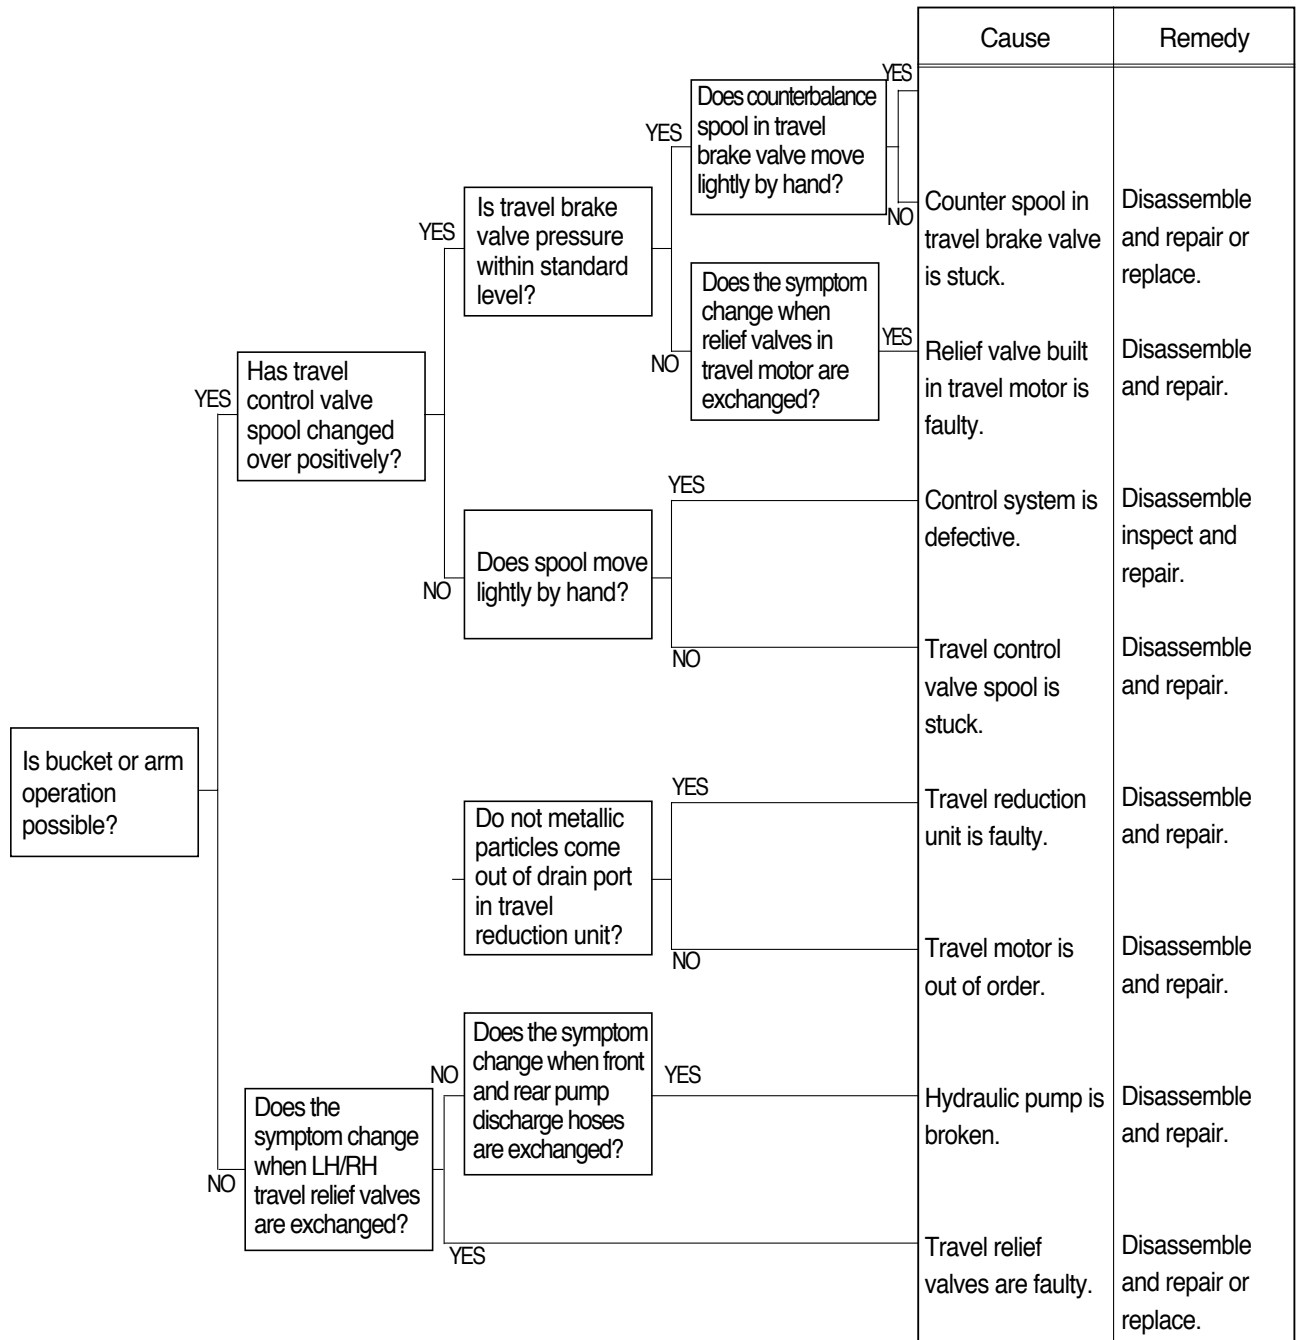 Cause
Remedy
YES
Does counterbalance
spool in travel
brake valve move
lightly by hand?
YES
NO
Counter spool in
travel brake valve
is stuck.
Disassemble
and repair or
replace.
YES
Is travel brake
valve pressure
within standard
level?
Does the symptom
change when
relief valves in
travel motor are
exchanged?
NO
YES
Relief valve built
in travel motor is
faulty.
Disassemble
and repair.
YES
Has travel
control valve
spool changed
over positively?
NO
Does spool move
lightly by hand?
YES
Control system is
defective.
Disassemble
inspect and
repair.
NO
Travel control
valve spool is
stuck.
Disassemble
and repair.
Is bucket or arm
operation
possible?
Do not metallic
particles come
out of drain port
in travel
reduction unit?
YES
Travel reduction
unit is faulty.
Disassemble
and repair.
NO
Travel motor is
out of order.
Disassemble
and repair.
NO
Does the
symptom change
when LH/RH
travel relief valves
are exchanged?
NO
Does the symptom
change when front
and rear pump
discharge hoses
are exchanged?
YES
Hydraulic pump is
broken.
Disassemble
and repair.
YES
Travel relief
valves are faulty.
Disassemble
and repair or
replace.